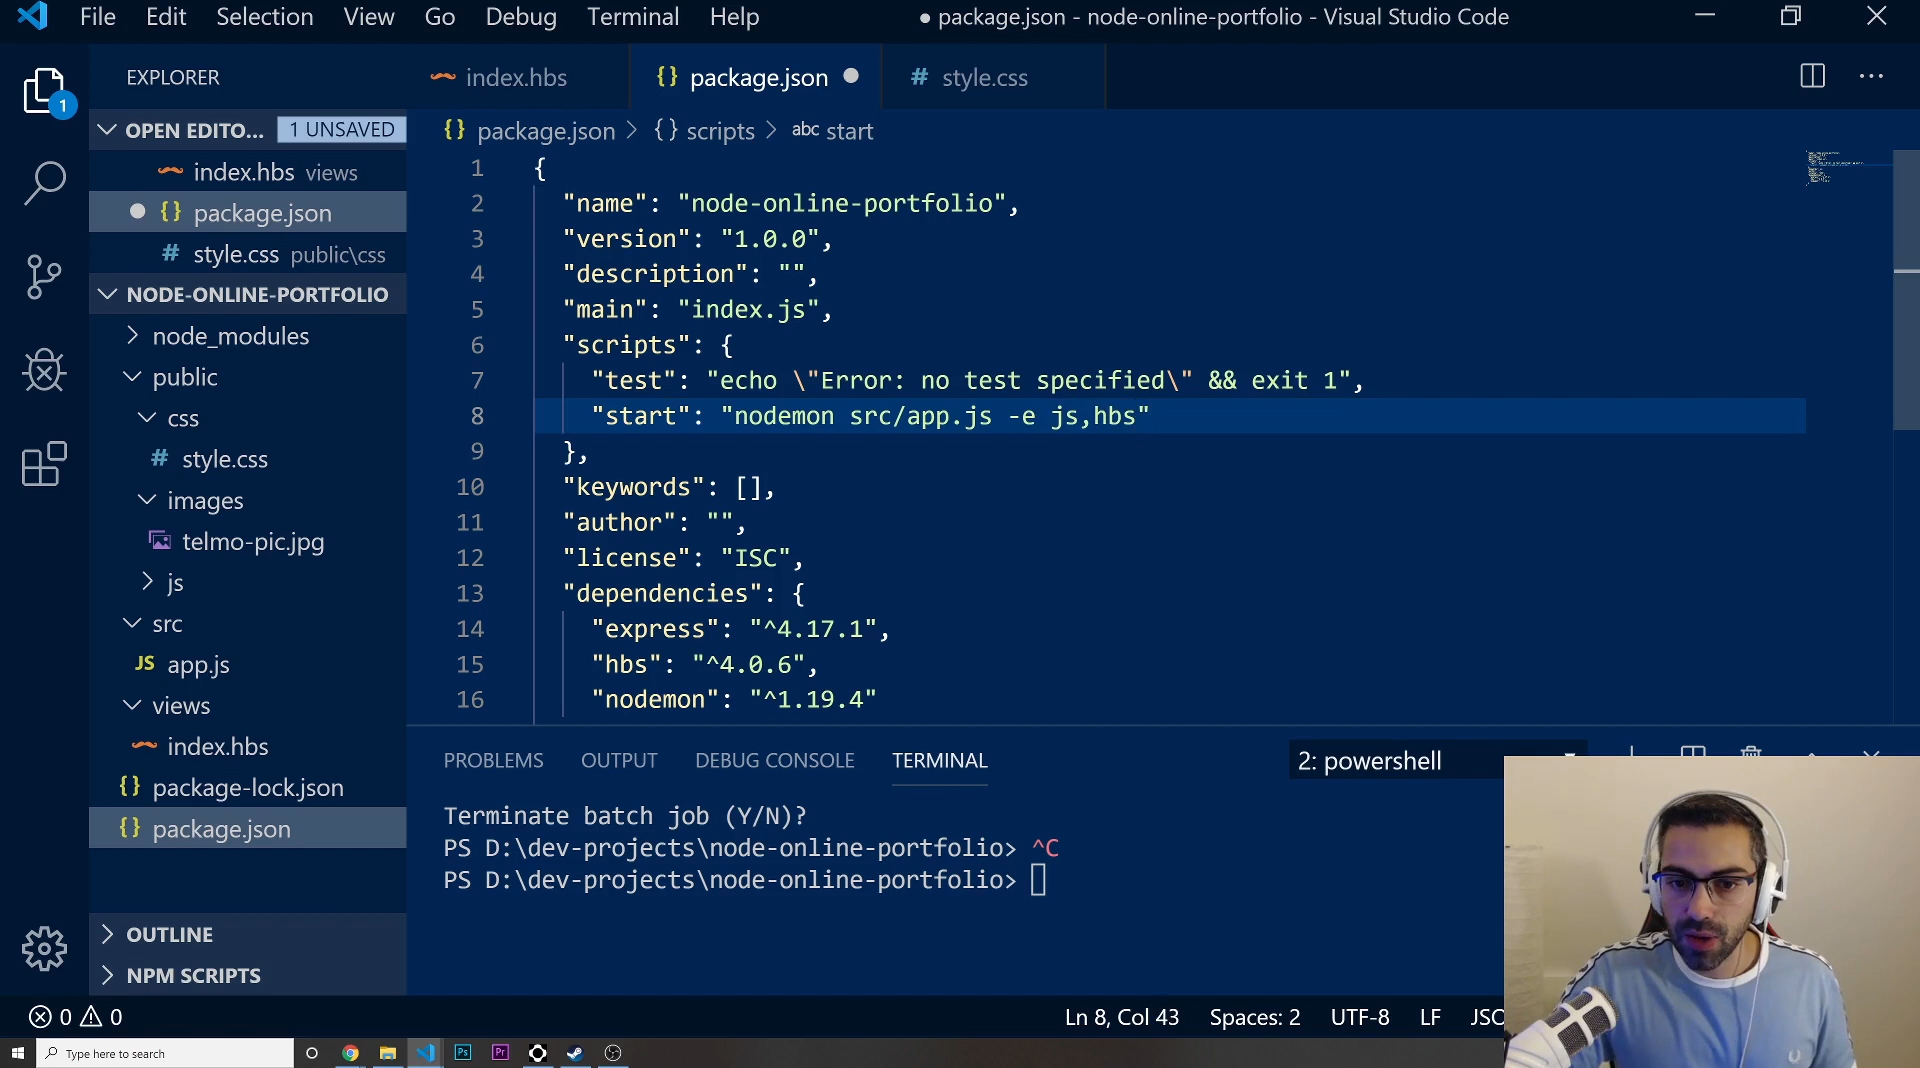 File Edit Selection View Go Debug Terminal Help
● package.json - node-online-portfolio - Visual Studio Code
1
EXPLORER
OPEN EDITO... 1 UNSAVED
index.hbs views
package.json
style.css public\css
NODE-ONLINE-PORTFOLIO
node_modules
public
css
# style.css
images
telmo-pic.jpg
js
src
JS app.js
views
index.hbs
{} package-lock.json
{} package.json
OUTLINE
NPM SCRIPTS
index.hbs
{} package.json
# style.css
{} package.json > {} scripts > abc start
1 {
2 "name": "node-online-portfolio",
3 "version": "1.0.0",
4 "description": "",
5 "main": "index.js",
6 "scripts": {
7 "test": "echo \"Error: no test specified\" && exit 1",
8 "start": "nodemon src/app.js -e js,hbs"
9 },
10 "keywords": [],
11 "author": "",
12 "license": "ISC",
13 "dependencies": {
14 "express": "^4.17.1",
15 "hbs": "^4.0.6",
16 "nodemon": "^1.19.4"
PROBLEMS OUTPUT DEBUG CONSOLE TERMINAL
2: powershell
Terminate batch job (Y/N)?
PS D:\dev-projects\node-online-portfolio> ^C
PS D:\dev-projects\node-online-portfolio>
0 0
Ln 8, Col 43 Spaces: 2 UTF-8 LF JSO
Type here to search
Ps Pr